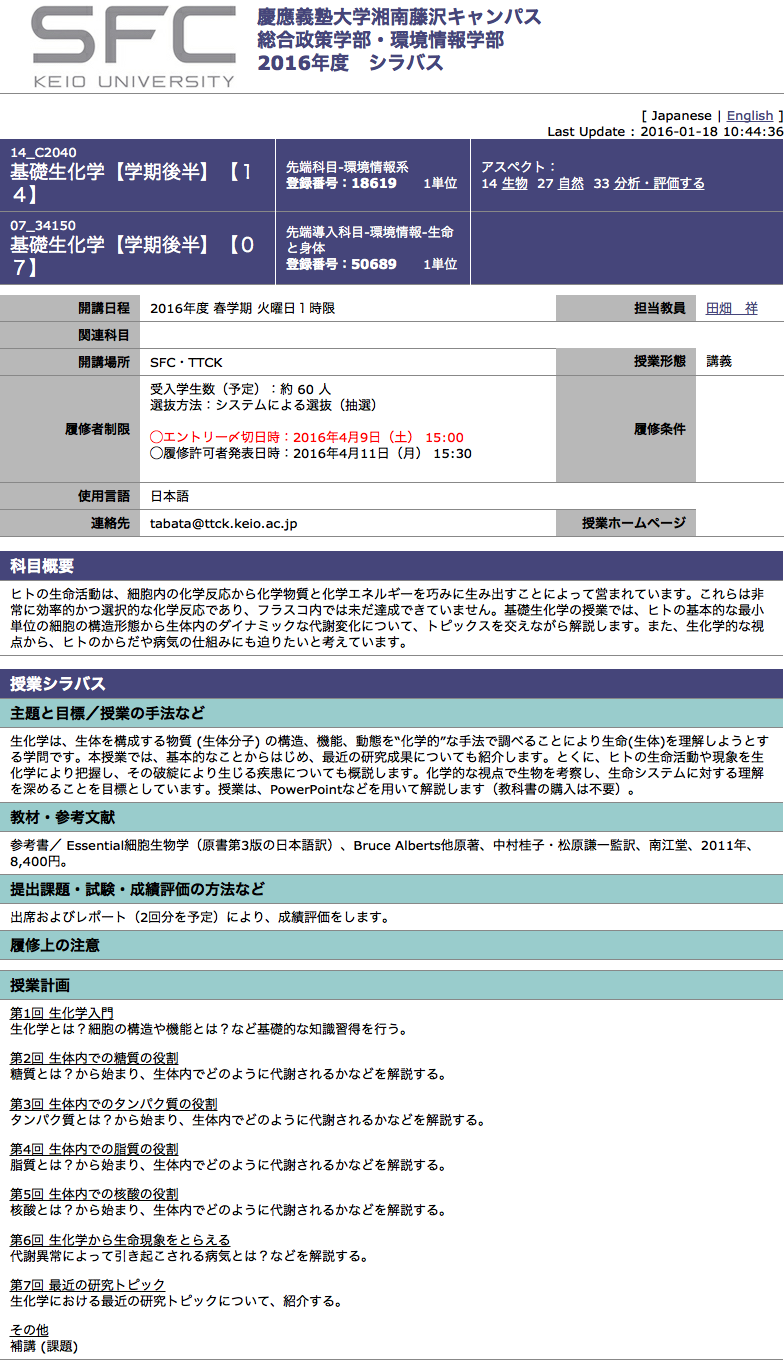 SFC
KEIO UNIVERSITY
慶應義塾大学湘南藤沢キャンパス
総合政策学部・環境情報学部
2016年度　シラバス
[ Japanese | English ]
Last Update : 2016-01-18 10:44:36
14_C2040
基礎生化学【学期後半】【１
４】
先端科目-環境情報系
登録番号：18619　　1単位
アスペクト：
14 生物　27 自然　33 分析・評価する
07_34150
基礎生化学【学期後半】【０
７】
先端導入科目-環境情報-生命
と身体
登録番号：50689　　1単位
開講日程
2016年度 春学期 火曜日１時限
担当教員
田畑　祥
関連科目
開講場所
SFC・TTCK
授業形態
講義
履修者制限
受入学生数（予定）：約 60 人
選抜方法：システムによる選抜（抽選）
◯エントリー〆切日時：2016年4月9日（土） 15:00
◯履修許可者発表日時：2016年4月11日（月） 15:30
履修条件
使用言語
日本語
連絡先
tabata@ttck.keio.ac.jp
授業ホームページ
科目概要
ヒトの生命活動は、細胞内の化学反応から化学物質と化学エネルギーを巧みに生み出すことによって営まれています。これらは非
常に効率的かつ選択的な化学反応であり、フラスコ内では未だ達成できていません。基礎生化学の授業では、ヒトの基本的な最小
単位の細胞の構造形態から生体内のダイナミックな代謝変化について、トピックスを交えながら解説します。また、生化学的な視
点から、ヒトのからだや病気の仕組みにも迫りたいと考えています。
授業シラバス
主題と目標／授業の手法など
生化学は、生体を構成する物質 (生体分子) の構造、機能、動態を“化学的”な手法で調べることにより生命(生体)を理解しようとす
る学問です。本授業では、基本的なことからはじめ、最近の研究成果についても紹介します。とくに、ヒトの生命活動や現象を生
化学により把握し、その破綻により生じる疾患についても概説します。化学的な視点で生物を考察し、生命システムに対する理解
を深めることを目標としています。授業は、PowerPointなどを用いて解説します（教科書の購入は不要）。
教材・参考文献
参考書／ Essential細胞生物学（原書第3版の日本語訳）、Bruce Alberts他原著、中村桂子・松原謙一監訳、南江堂、2011年、
8,400円。
提出課題・試験・成績評価の方法など
出席およびレポート（2回分を予定）により、成績評価をします。
履修上の注意
授業計画
第1回 生化学入門
生化学とは？細胞の構造や機能とは？など基礎的な知識習得を行う。
第2回 生体内での糖質の役割
糖質とは？から始まり、生体内でどのように代謝されるかなどを解説する。
第3回 生体内でのタンパク質の役割
タンパク質とは？から始まり、生体内でどのように代謝されるかなどを解説する。
第4回 生体内での脂質の役割
脂質とは？から始まり、生体内でどのように代謝されるかなどを解説する。
第5回 生体内での核酸の役割
核酸とは？から始まり、生体内でどのように代謝されるかなどを解説する。
第6回 生化学から生命現象をとらえる
代謝異常によって引き起こされる病気とは？などを解説する。
第7回 最近の研究トピック
生化学における最近の研究トピックについて、紹介する。
その他
補講 (課題)